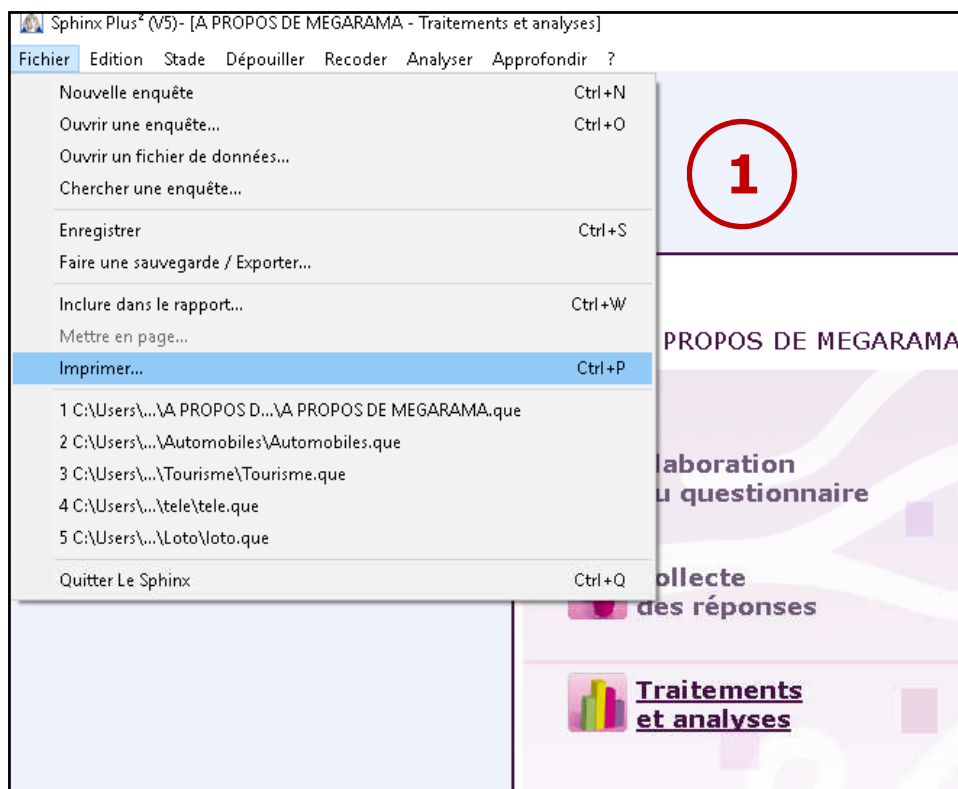 Sphinx Plus² (V5)- [A PROPOS DE MEGARAMA - Traitements et analyses]
Fichier Edition Stade Dépouiller Recoder Analyser Approfondir ?
Nouvelle enquête Ctrl+N
Ouvrir une enquête... Ctrl+O
Ouvrir un fichier de données...
Chercher une enquête...
Enregistrer Ctrl+S
Faire une sauvegarde / Exporter...
Inclure dans le rapport... Ctrl+W
Mettre en page...
Imprimer... Ctrl+P
1 C:\Users\...\A PROPOS D...\A PROPOS DE MEGARAMA.que
2 C:\Users\...\Automobiles\Automobiles.que
3 C:\Users\...\Tourisme\Tourisme.que
4 C:\Users\...\tele\tele.que
5 C:\Users\...\Loto\loto.que
Quitter Le Sphinx Ctrl+Q
1
PROPOS DE MEGARAMA
laboration
u questionnaire
ollecte
des réponses
Traitements
et analyses